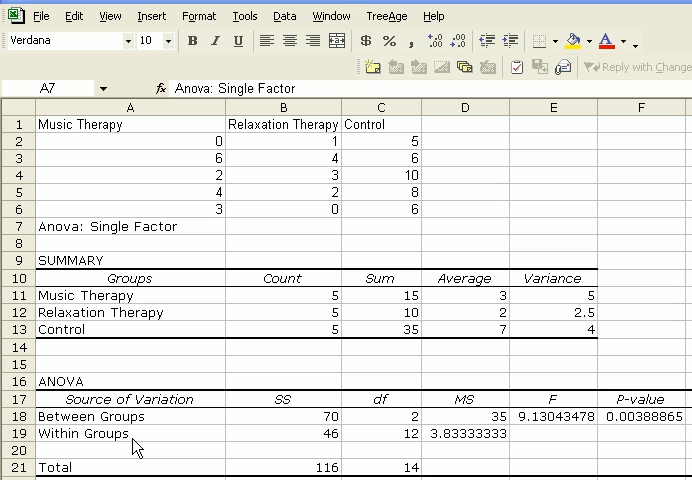 File Edit View Insert Format Tools Data Window TreeAge Help
Verdana 10 B I U $ % , ←.0 .00 .00 →.0 A
Reply with Change
A7 fx Anova: Single Factor
A B C D E F
1 Music Therapy Relaxation Therapy Control
2 0 1 5
3 6 4 6
4 2 3 10
5 4 2 8
6 3 0 6
7 Anova: Single Factor
8
9 SUMMARY
10 Groups Count Sum Average Variance
11 Music Therapy 5 15 3 5
12 Relaxation Therapy 5 10 2 2.5
13 Control 5 35 7 4
14
15
16 ANOVA
17 Source of Variation SS df MS F P-value
18 Between Groups 70 2 35 9.13043478 0.00388865
19 Within Groups 46 12 3.83333333
20
21 Total 116 14